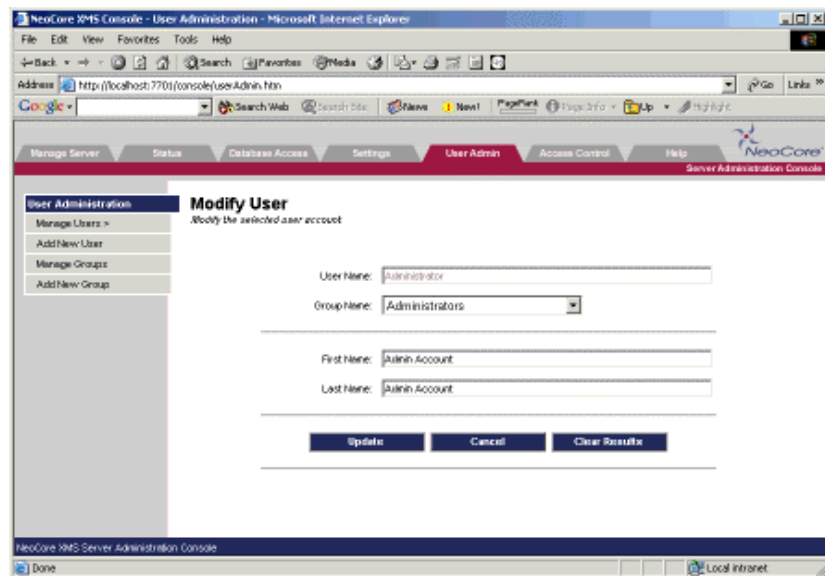 NeoCore XMS Console - User Administration - Microsoft Internet Explorer
File Edit View Favorites Tools Help
Back Search Favorites Media
Address http://localhost:7701/console/userAdmin.htm Go Links »
Google Search Web Search Site News New! PageRank Page Info Up Highlight
NeoCore
Manage Server Status Database Access Settings User Admin Access Control Help
Server Administration Console
User Administration
Manage Users >
Add New User
Manage Groups
Add New Group
Modify User
Modify the selected user account.
User Name: Administrator
Group Name: Administrators
First Name: Admin Account
Last Name: Admin Account
Update Cancel Clear Results
NeoCore XMS Server Administration Console
Done Local intranet